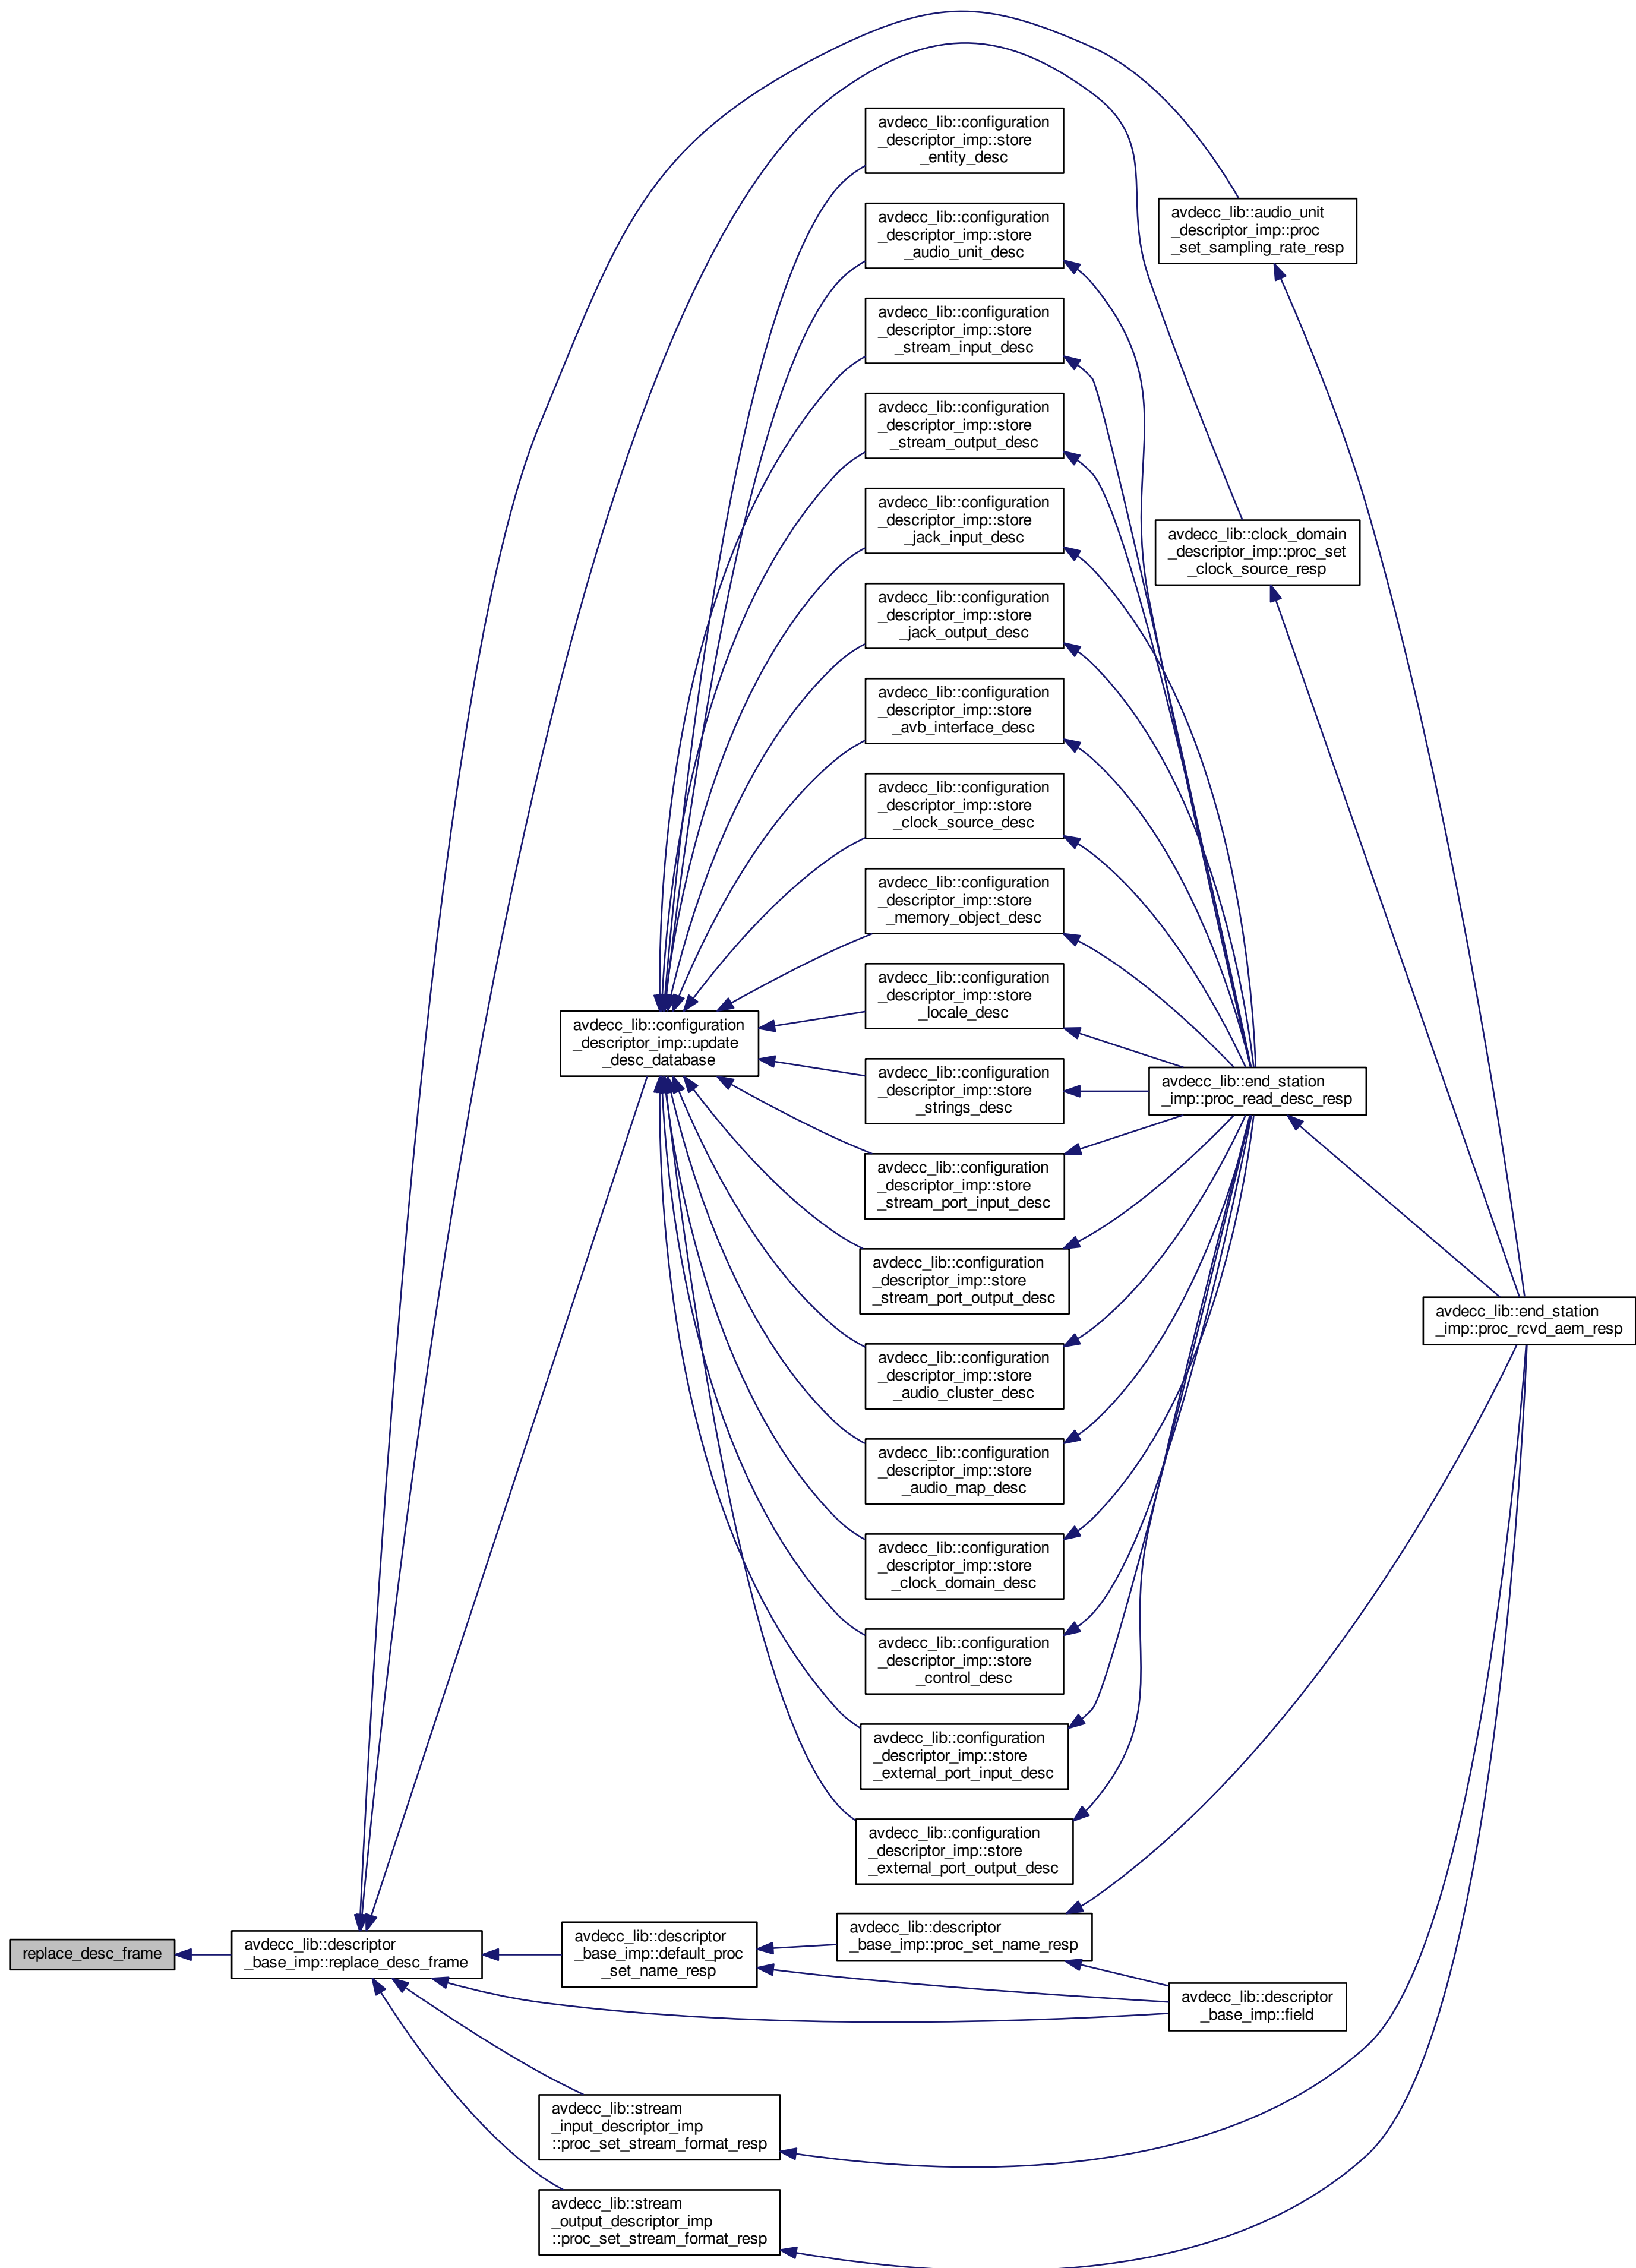 avdecc_lib::configuration
_descriptor_imp::store
_entity_desc
avdecc_lib::configuration
_descriptor_imp::store
_audio_unit_desc
avdecc_lib::configuration
_descriptor_imp::store
_stream_input_desc
avdecc_lib::configuration
_descriptor_imp::store
_stream_output_desc
avdecc_lib::configuration
_descriptor_imp::store
_jack_input_desc
avdecc_lib::configuration
_descriptor_imp::store
_jack_output_desc
avdecc_lib::configuration
_descriptor_imp::store
_avb_interface_desc
avdecc_lib::configuration
_descriptor_imp::store
_clock_source_desc
avdecc_lib::configuration
_descriptor_imp::store
_memory_object_desc
avdecc_lib::configuration
_descriptor_imp::store
_locale_desc
avdecc_lib::configuration
_descriptor_imp::store
_strings_desc
avdecc_lib::configuration
_descriptor_imp::store
_stream_port_input_desc
avdecc_lib::configuration
_descriptor_imp::store
_stream_port_output_desc
avdecc_lib::configuration
_descriptor_imp::store
_audio_cluster_desc
avdecc_lib::configuration
_descriptor_imp::store
_audio_map_desc
avdecc_lib::configuration
_descriptor_imp::store
_clock_domain_desc
avdecc_lib::configuration
_descriptor_imp::store
_control_desc
avdecc_lib::configuration
_descriptor_imp::store
_external_port_input_desc
avdecc_lib::configuration
_descriptor_imp::store
_external_port_output_desc
avdecc_lib::audio_unit
_descriptor_imp::proc
_set_sampling_rate_resp
avdecc_lib::clock_domain
_descriptor_imp::proc_set
_clock_source_resp
avdecc_lib::configuration
_descriptor_imp::update
_desc_database
avdecc_lib::end_station
_imp::proc_read_desc_resp
avdecc_lib::end_station
_imp::proc_rcvd_aem_resp
replace_desc_frame
avdecc_lib::descriptor
_base_imp::replace_desc_frame
avdecc_lib::descriptor
_base_imp::default_proc
_set_name_resp
avdecc_lib::descriptor
_base_imp::proc_set_name_resp
avdecc_lib::descriptor
_base_imp::field
avdecc_lib::stream
_input_descriptor_imp
::proc_set_stream_format_resp
avdecc_lib::stream
_output_descriptor_imp
::proc_set_stream_format_resp